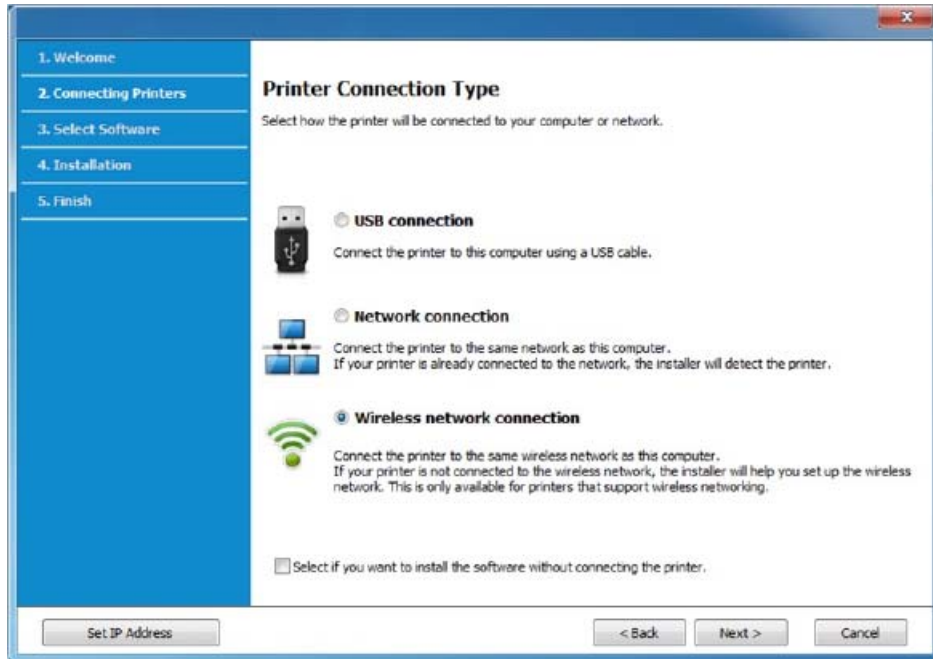 1. Welcome
2. Connecting Printers
3. Select Software
4. Installation
5. Finish
Printer Connection Type
Select how the printer will be connected to your computer or network.
USB connection
Connect the printer to this computer using a USB cable.
Network connection
Connect the printer to the same network as this computer.
If your printer is already connected to the network, the installer will detect the printer.
Wireless network connection
Connect the printer to the same wireless network as this computer.
If your printer is not connected to the wireless network, the installer will help you set up the wireless
network. This is only available for printers that support wireless networking.
Select if you want to install the software without connecting the printer.
Set IP Address
< Back
Next >
Cancel